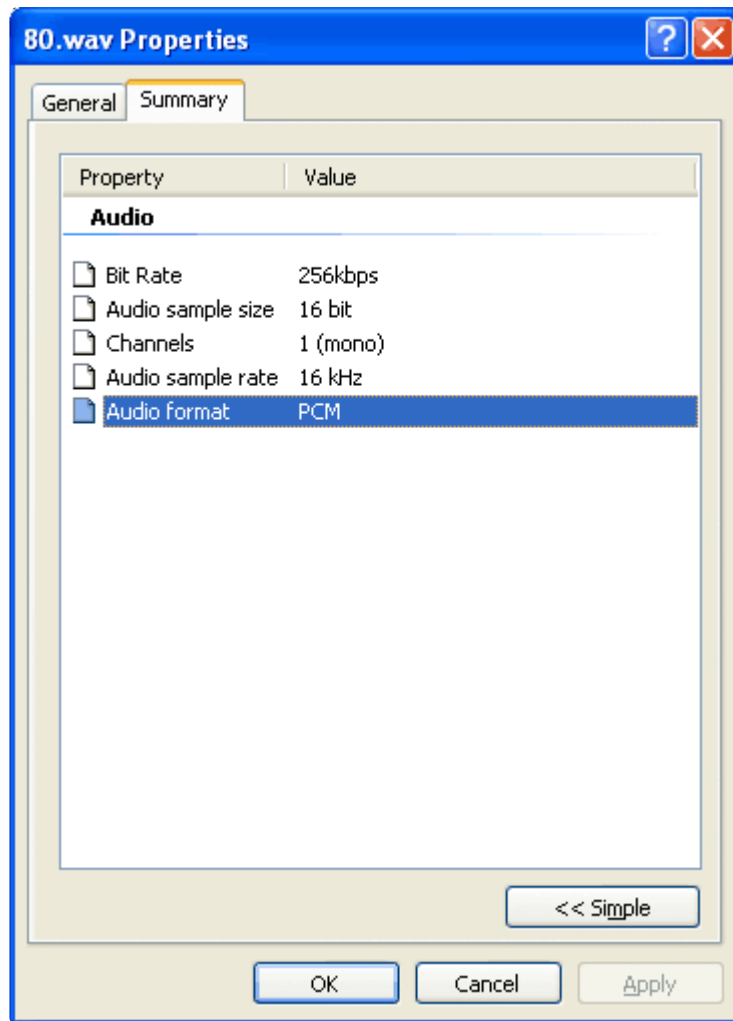 80.wav Properties
General Summary
Property Value
Audio
Bit Rate 256kbps
Audio sample size 16 bit
Channels 1 (mono)
Audio sample rate 16 kHz
Audio format PCM
<< Simple
OK Cancel Apply